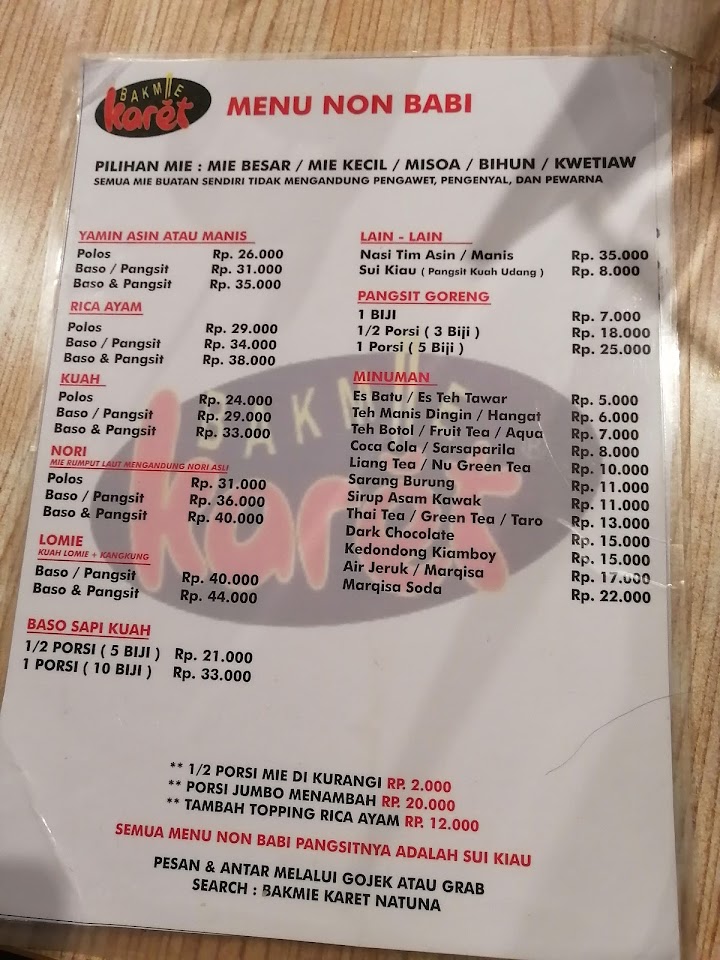 BAKMIE
Karét
MENU NON BABI
PILIHAN MIE : MIE BESAR / MIE KECIL / MISOA / BIHUN / KWETIAW
SEMUA MIE BUATAN SENDIRI TIDAK MENGANDUNG PENGAWET, PENGENYAL, DAN PEWARNA
YAMIN ASIN ATAU MANIS
Polos Rp. 26.000
Baso / Pangsit Rp. 31.000
Baso & Pangsit Rp. 35.000
RICA AYAM
Polos Rp. 29.000
Baso / Pangsit Rp. 34.000
Baso & Pangsit Rp. 38.000
KUAH
Polos Rp. 24.000
Baso / Pangsit Rp. 29.000
Baso & Pangsit Rp. 33.000
NORI
MIE RUMPUT LAUT MENGANDUNG NORI ASLI
Polos Rp. 31.000
Baso / Pangsit Rp. 36.000
Baso & Pangsit Rp. 40.000
LOMIE
KUAH LOMIE + KANGKUNG
Baso / Pangsit Rp. 40.000
Baso & Pangsit Rp. 44.000
BASO SAPI KUAH
1/2 PORSI ( 5 BIJI ) Rp. 21.000
1 PORSI ( 10 BIJI ) Rp. 33.000
LAIN - LAIN
Nasi Tim Asin / Manis Rp. 35.000
Sui Kiau ( Pangsit Kuah Udang ) Rp. 8.000
PANGSIT GORENG
1 BIJI Rp. 7.000
1/2 Porsi ( 3 Biji ) Rp. 18.000
1 Porsi ( 5 Biji ) Rp. 25.000
MINUMAN
Es Batu / Es Teh Tawar Rp. 5.000
Teh Manis Dingin / Hangat Rp. 6.000
Teh Botol / Fruit Tea / Aqua Rp. 7.000
Coca Cola / Sarsaparila Rp. 8.000
Liang Tea / Nu Green Tea Rp. 10.000
Sarang Burung Rp. 11.000
Sirup Asam Kawak Rp. 11.000
Thai Tea / Green Tea / Taro Rp. 13.000
Dark Chocolate Rp. 15.000
Kedondong Kiamboy Rp. 15.000
Air Jeruk / Marqisa Rp. 17.000
Marqisa Soda Rp. 22.000
BAKMIE
Karét
** 1/2 PORSI MIE DI KURANGI RP. 2.000
** PORSI JUMBO MENAMBAH RP. 20.000
** TAMBAH TOPPING RICA AYAM RP. 12.000
SEMUA MENU NON BABI PANGSITNYA ADALAH SUI KIAU
PESAN & ANTAR MELALUI GOJEK ATAU GRAB
SEARCH : BAKMIE KARET NATUNA